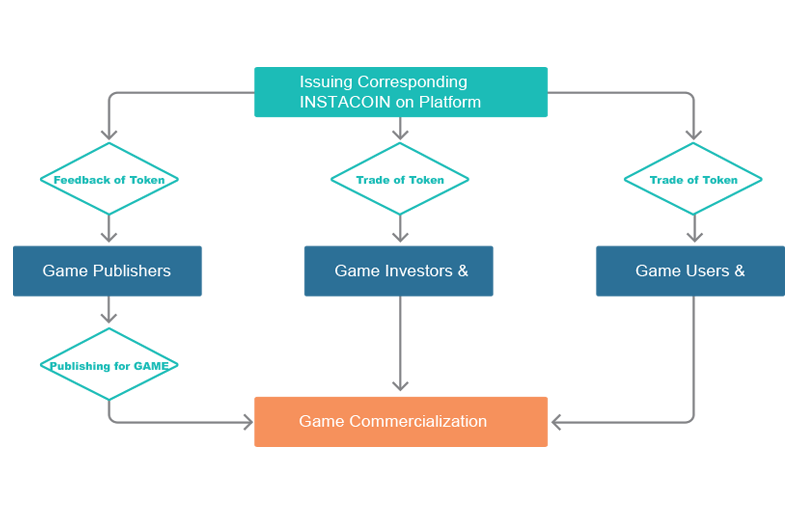 Issuing Corresponding
INSTACOIN on Platform
Feedback of Token
Trade of Token
Trade of Token
Game Publishers
Game Investors &
Game Users &
Publishing for GAME
Game Commercialization